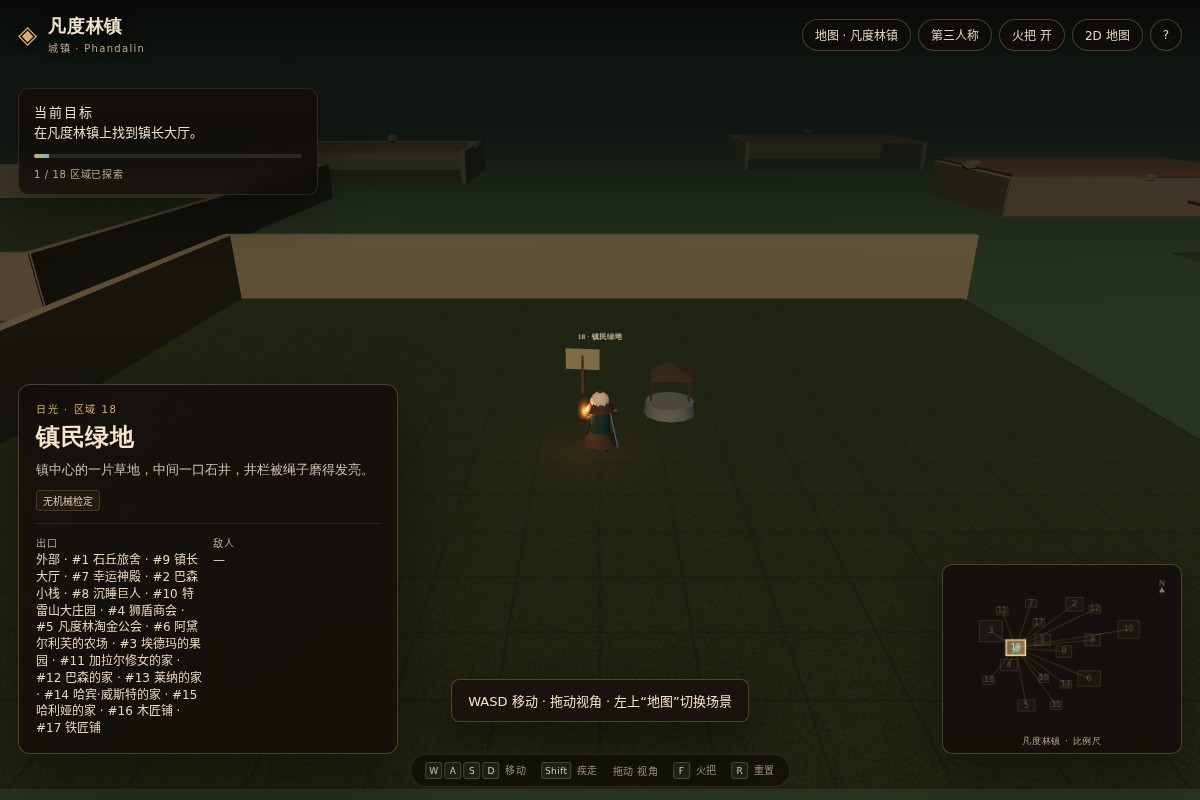 凡度林镇
城镇 · Phandalin
地图 · 凡度林镇
第三人称
火把 开
2D 地图
?
当前目标
在凡度林镇上找到镇长大厅。
1 / 18 区域已探索
18 · 镇民绿地
日光 · 区域 18
镇民绿地
镇中心的一片草地，中间一口石井，井栏被绳子磨得发亮。
无机械检定
出口
外部 · #1 石丘旅舍 · #9 镇长
大厅 · #7 幸运神殿 · #2 巴森
小栈 · #8 沉睡巨人 · #10 特
雷山大庄园 · #4 狮盾商会 ·
#5 凡度林淘金公会 · #6 阿黛
尔利芙的农场 · #3 埃德玛的果
园 · #11 加拉尔修女的家 ·
#12 巴森的家 · #13 莱纳的家
· #14 哈宾·威斯特的家 · #15
哈利娅的家 · #16 木匠铺 ·
#17 铁匠铺
敌人
—
WASD 移动 · 拖动视角 · 左上“地图”切换场景
W A S D 移动 Shift 疾走 拖动 视角 F 火把 R 重置
N
7
2
12
17
3
10
4
6
5
凡度林镇 · 比例尺